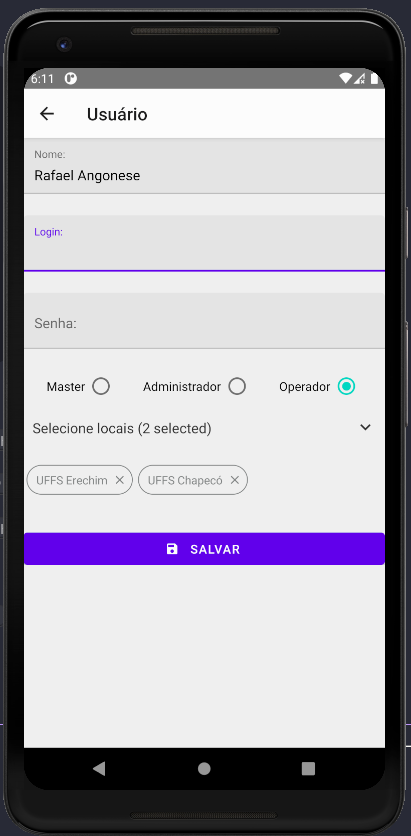 6:11
Usuário
Nome:
Rafael Angonese
Login:
Senha:
Master Administrador Operador
Selecione locais (2 selected)
UFFS Erechim UFFS Chapecó
SALVAR